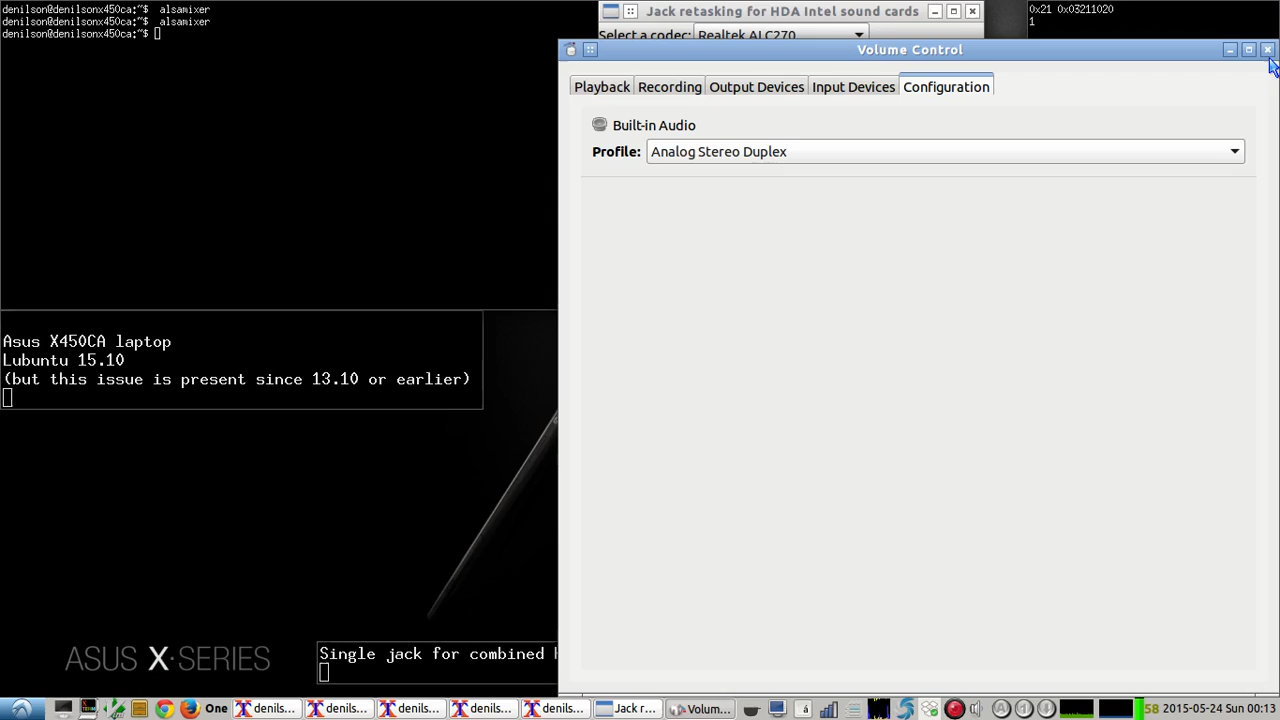 denilson@denilsonx450ca:~$ alsamixer
denilson@denilsonx450ca:~$ _alsamixer
denilson@denilsonx450ca:~$
Jack retasking for HDA Intel sound cards
0x21 0x03211020
1
Select a codec: Realtek ALC270
Volume Control
Playback Recording Output Devices Input Devices Configuration
Built-in Audio
Profile: Analog Stereo Duplex
Asus X450CA laptop
Lubuntu 15.10
(but this issue is present since 13.10 or earlier)
ASUS X·SERIES
Single jack for combined
One denils... denils... denils... denils... denils... Jack r... Volum... á A 1 58 2015-05-24 Sun 00:13